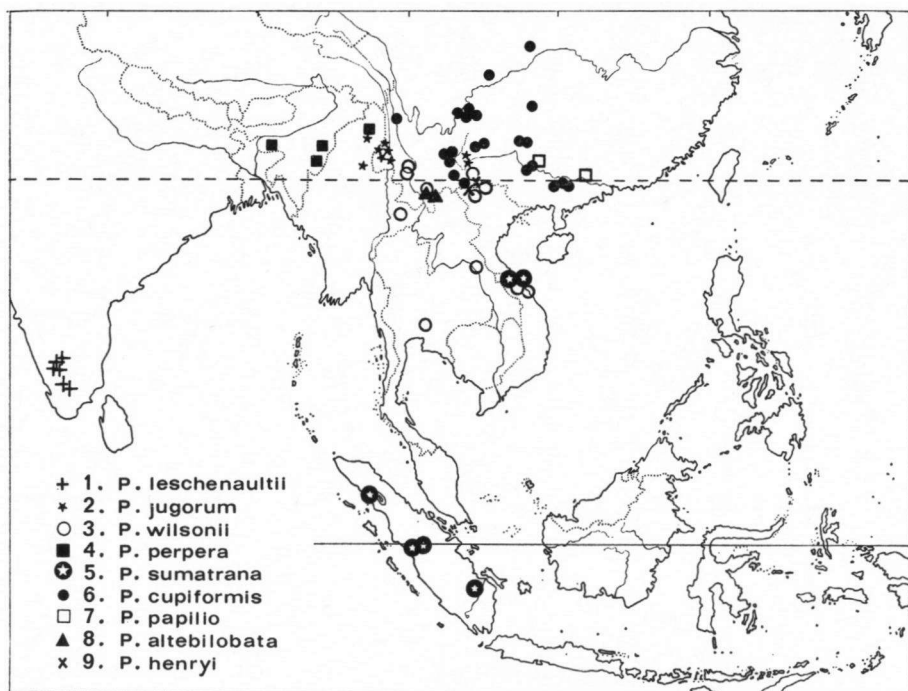 1. P. leschenaultii
2. P. jugorum
3. P. wilsonii
4. P. perpera
5. P. sumatrana
6. P. cupiformis
7. P. papilio
8. P. altebilobata
9. P. henryi